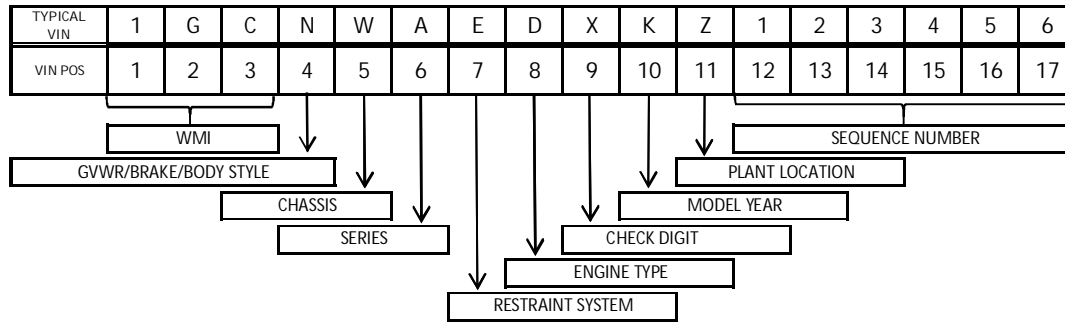 TYPICAL VIN 1 G C N W A E D X K Z 1 2 3 4 5 6
VIN POS 1 2 3 4 5 6 7 8 9 10 11 12 13 14 15 16 17
WMI SEQUENCE NUMBER
GVWR/BRAKE/BODY STYLE PLANT LOCATION
CHASSIS MODEL YEAR
SERIES CHECK DIGIT
ENGINE TYPE
RESTRAINT SYSTEM